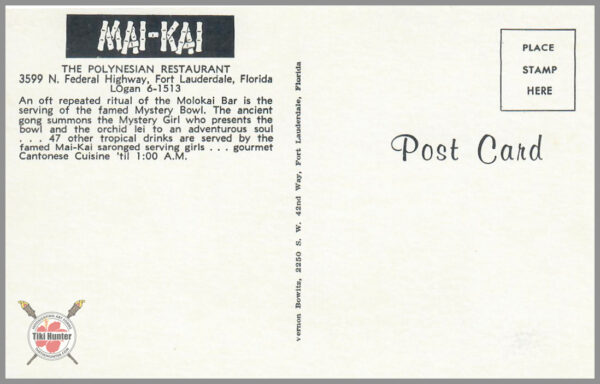 MAI-KAI
THE POLYNESIAN RESTAURANT
3599 N. Federal Highway, Fort Lauderdale, Florida
LOgan 6-1513
An oft repeated ritual of the Molokai Bar is the
serving of the famed Mystery Bowl. The ancient
gong summons the Mystery Girl who presents the
bowl and the orchid lei to an adventurous soul
. . . 47 other tropical drinks are served by the
famed Mai-Kai saronged serving girls . . . gourmet
Cantonese Cuisine 'til 1:00 A.M.
vernon Bowitz, 2250 S. W. 42nd Way, Fort Lauderdale, Florida
PLACE
STAMP
HERE
Post Card
Tiki Hunter